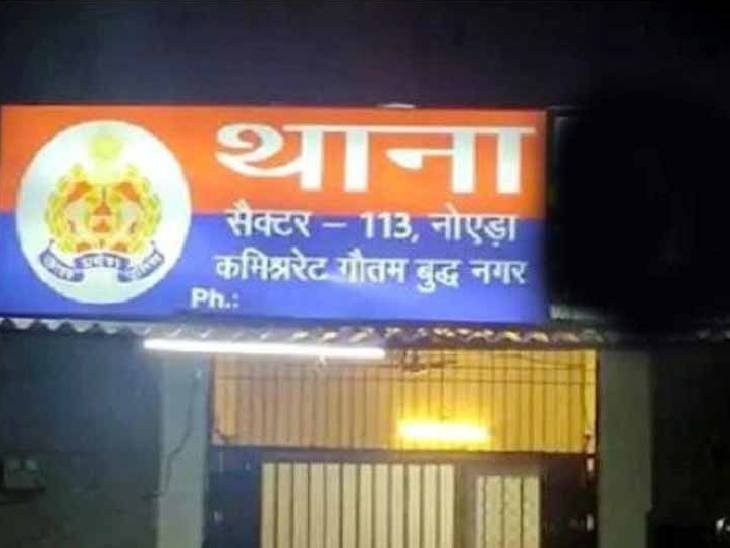 थाना
सैक्टर – 113, नोएड़ा
कमिश्नरेट गौतम बुद्ध नगर
Ph.: